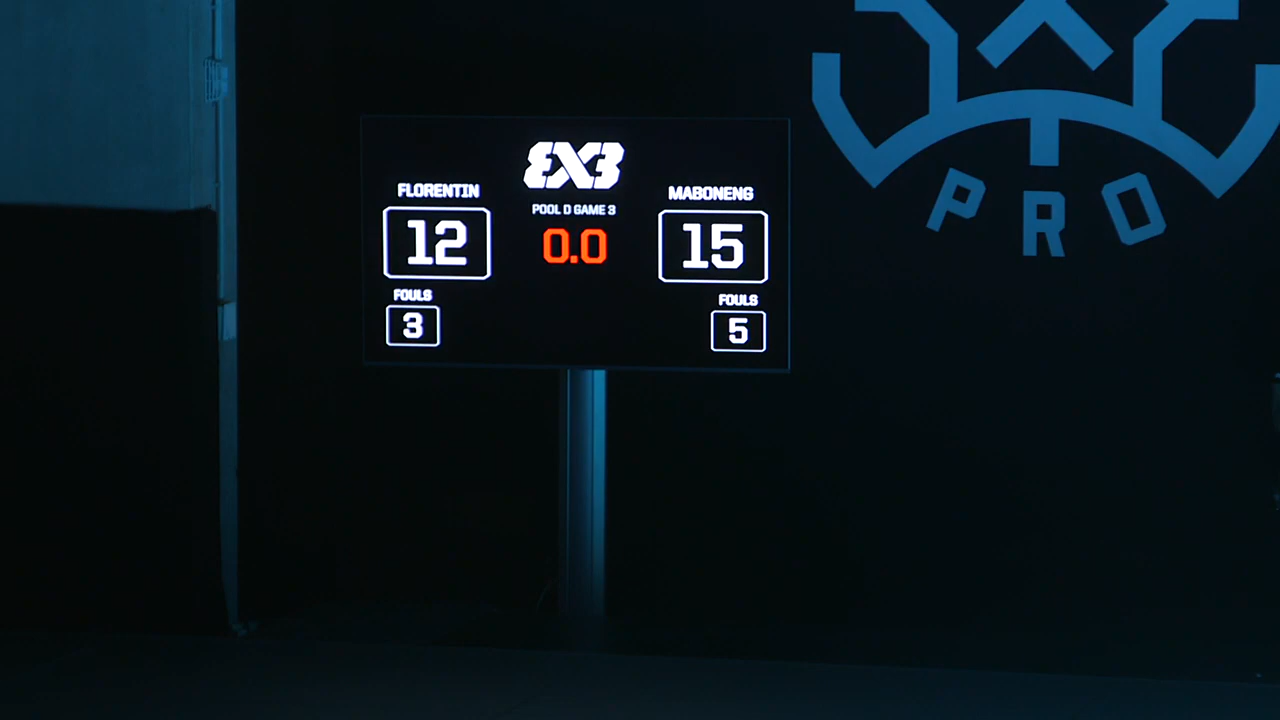 3X3
FLORENTIN
MABONENG
POOL D GAME 3
12
0.0
15
FOULS
FOULS
3
5
PRO